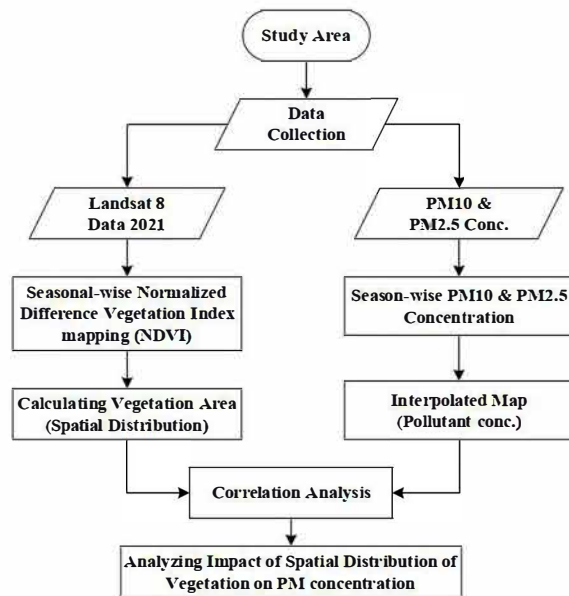 Study Area
Data
Collection
Landsat 8
Data 2021
PM10 &
PM2.5 Conc.
Seasonal-wise Normalized
Difference Vegetation Index
mapping (NDVI)
Season-wise PM10 & PM2.5
Concentration
Calculating Vegetation Area
(Spatial Distribution)
Interpolated Map
(Pollutant conc.)
Correlation Analysis
Analyzing Impact of Spatial Distribution of
Vegetation on PM concentration